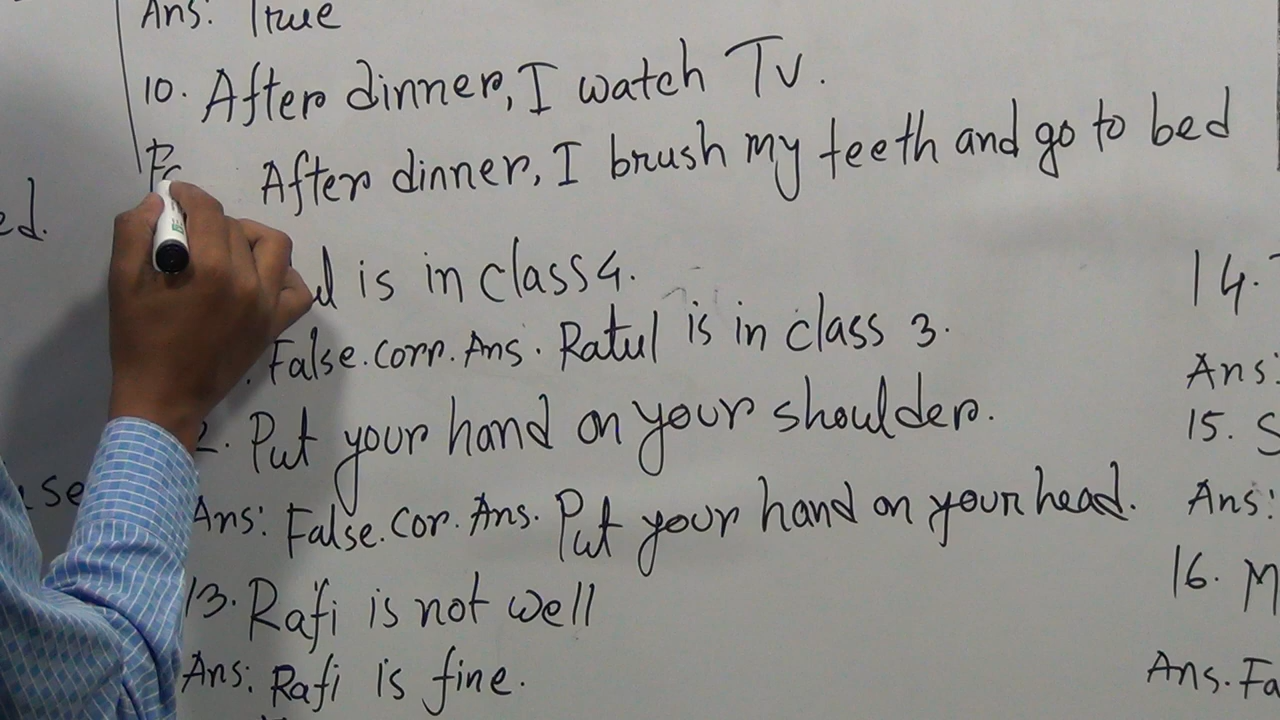 Ans: True
10. After dinner, I watch Tv.
After dinner, I brush my teeth and go to bed
ed.
is in class 4.
False. corr. Ans. Ratul is in class 3.
2. Put your hand on your shoulder.
Ans: False. Cor. Ans. Put your hand on your head.
13. Rafi is not well
Ans: Rafi is fine.
14.
Ans:
15. S
Ans:
16. M
Ans. Fa